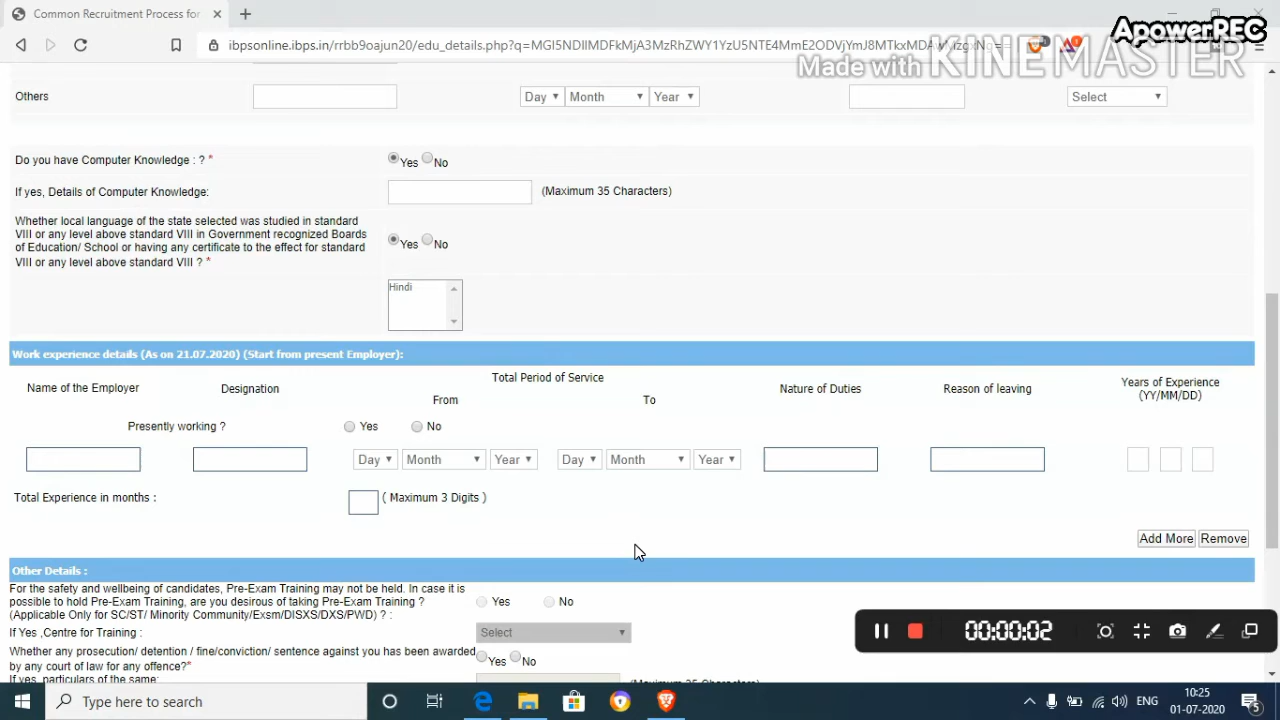 Common Recruitment Process for
ApowerREC
ibpsonline.ibps.in/rrbb9oajun20/edu_details.php?q=
Made with KINEMASTER
Others
Day Month Year
Select
Do you have Computer Knowledge : ? *
Yes No
If yes, Details of Computer Knowledge:
(Maximum 35 Characters)
Whether local language of the state selected was studied in standard
VIII or any level above standard VIII in Government recognized Boards
of Education/ School or having any certificate to the effect for standard
VIII or any level above standard VIII ? *
Yes No
Hindi
Work experience details (As on 21.07.2020) (Start from present Employer):
Name of the Employer
Designation
Total Period of Service
From
To
Nature of Duties
Reason of leaving
Years of Experience
(YY/MM/DD)
Presently working ?
Yes No
Day Month Year
Day Month Year
Total Experience in months :
( Maximum 3 Digits )
Add More Remove
Other Details :
For the safety and wellbeing of candidates, Pre-Exam Training may not be held. In case it is
possible to hold Pre-Exam Training, are you desirous of taking Pre-Exam Training ?
(Applicable Only for SC/ST/ Minority Community/Exsm/DISXS/DXS/PWD) ? :
Yes No
If Yes ,Centre for Training :
Select
Whether any prosecution/ detention / fine/conviction/ sentence against you has been awarded
by any court of law for any offence?*
Yes No
If yes, particulars of the same:
(Maximum 35 Characters)
00:00:02
Type here to search
ENG
10:25
01-07-2020
5